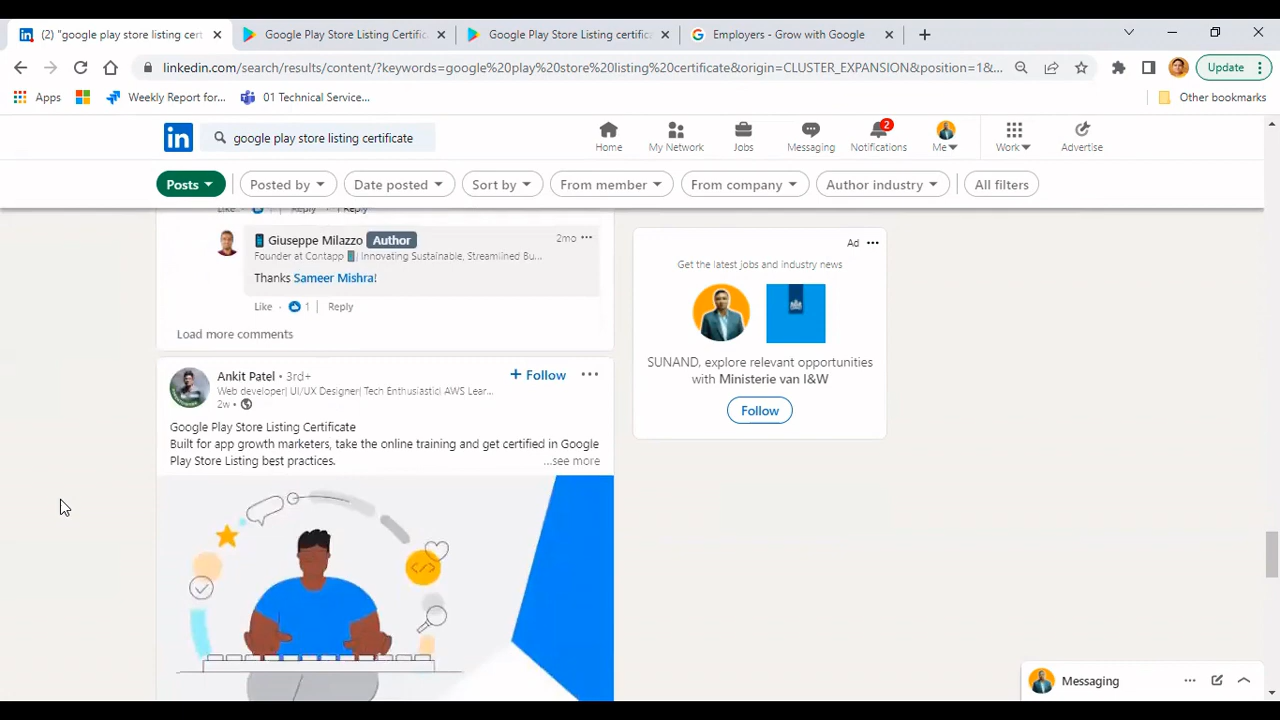 (2) "google play store listing cert
Google Play Store Listing Certific
Google Play Store Listing certific
Employers - Grow with Google
linkedin.com/search/results/content/?keywords=google%20play%20store%20listing%20certificate&origin=CLUSTER_EXPANSION&position=1&...
Update
Apps
Weekly Report for...
01 Technical Service...
Other bookmarks
in
google play store listing certificate
2
Home
My Network
Jobs
Messaging
Notifications
Me
Work
Advertise
Posts
Posted by
Date posted
Sort by
From member
From company
Author industry
All filters
Like
Reply
1 Reply
Giuseppe Milazzo Author
2mo
Founder at Contapp | Innovating Sustainable, Streamlined Bu...
Thanks Sameer Mishra!
Like · 1 | Reply
Load more comments
Ankit Patel • 3rd+
+ Follow
Web developer| UI/UX Designer| Tech Enthusiastic| AWS Lear...
2w •
Google Play Store Listing Certificate
Built for app growth marketers, take the online training and get certified in Google
Play Store Listing best practices.
...see more
Ad
Get the latest jobs and industry news
SUNAND, explore relevant opportunities
with Ministerie van I&W
Follow
Messaging